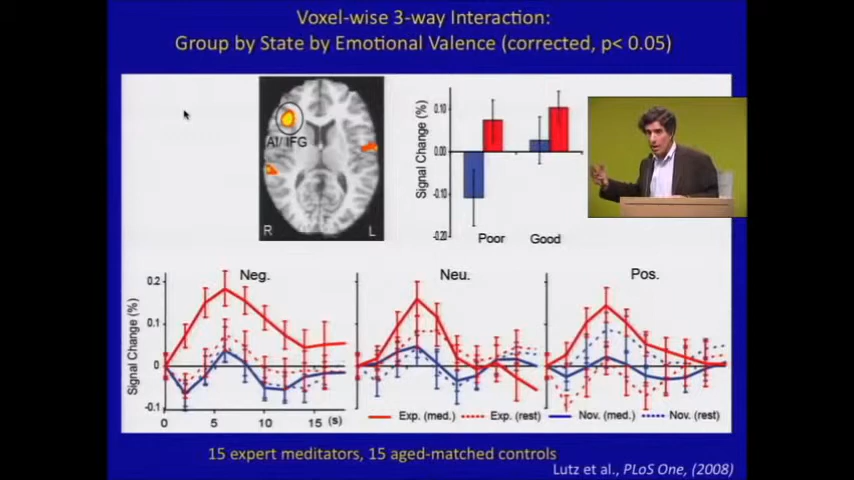 Voxel-wise 3-way Interaction:
Group by State by Emotional Valence (corrected, p< 0.05)
AI/ IFG
R L
Signal Change (%)
0.10
0.00
-0.10
-0.20
Poor Good
Neg. Neu. Pos.
Signal Change (%)
0.2
0.1
0
-0.1
0 5 10 15 (s)
Exp. (med.) Exp. (rest) Nov. (med.) Nov. (rest)
15 expert meditators, 15 aged-matched controls
Lutz et al., PLoS One, (2008)